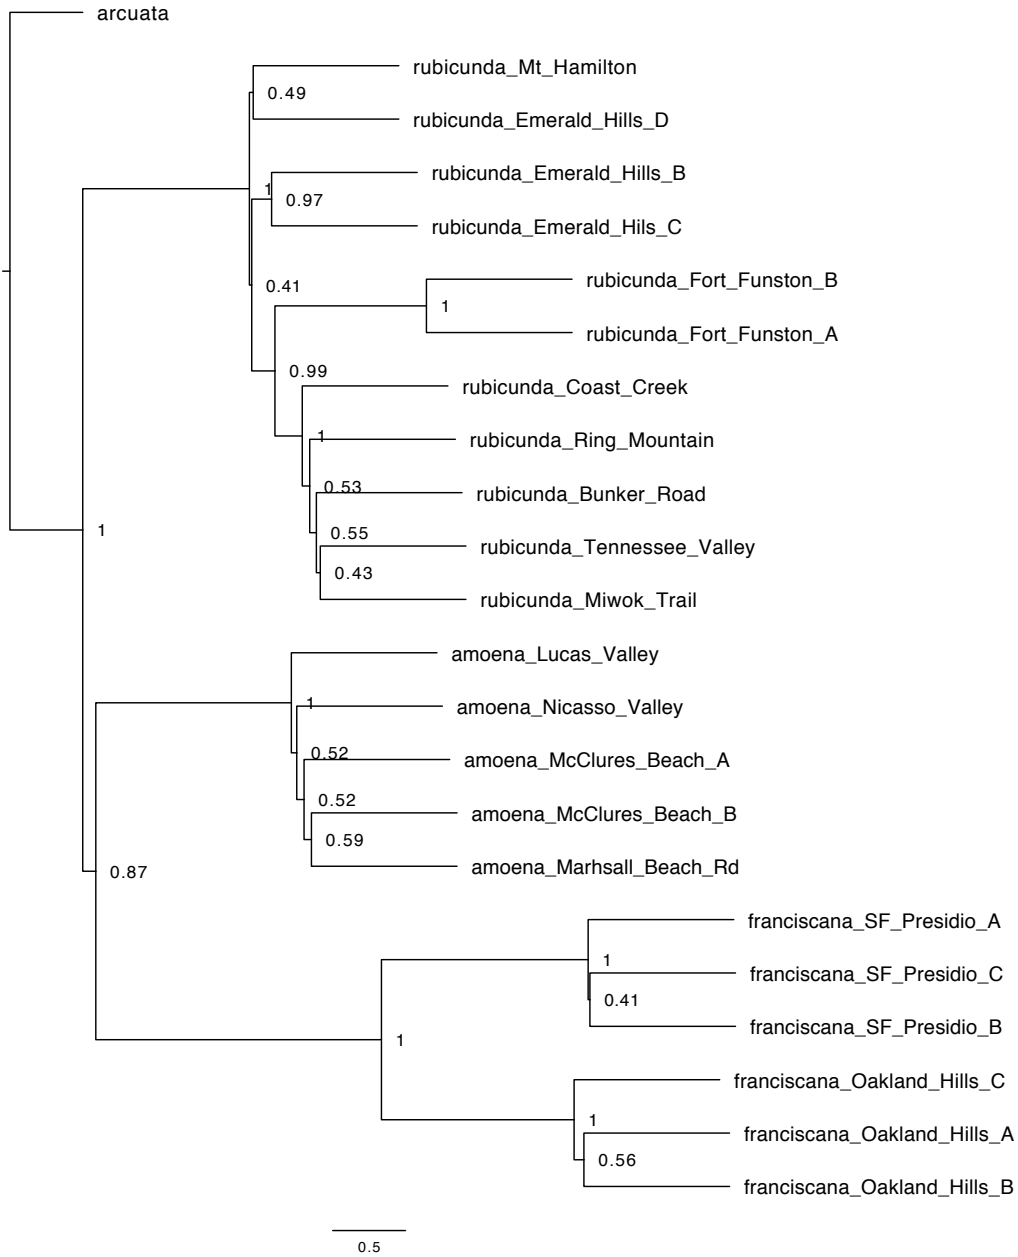 arcuata
rubicunda_Mt_Hamilton
0.49
rubicunda_Emerald_Hills_D
rubicunda_Emerald_Hills_B
1
0.97
rubicunda_Emerald_Hils_C
rubicunda_Fort_Funston_B
0.41
1
rubicunda_Fort_Funston_A
0.99
rubicunda_Coast_Creek
1
rubicunda_Ring_Mountain
0.53
rubicunda_Bunker_Road
1
0.55
rubicunda_Tennessee_Valley
0.43
rubicunda_Miwok_Trail
amoena_Lucas_Valley
1
amoena_Nicasso_Valley
0.52
amoena_McClures_Beach_A
0.52
amoena_McClures_Beach_B
0.59
amoena_Marhsall_Beach_Rd
0.87
franciscana_SF_Presidio_A
1
franciscana_SF_Presidio_C
0.41
franciscana_SF_Presidio_B
1
franciscana_Oakland_Hills_C
1
franciscana_Oakland_Hills_A
0.56
franciscana_Oakland_Hills_B
0.5